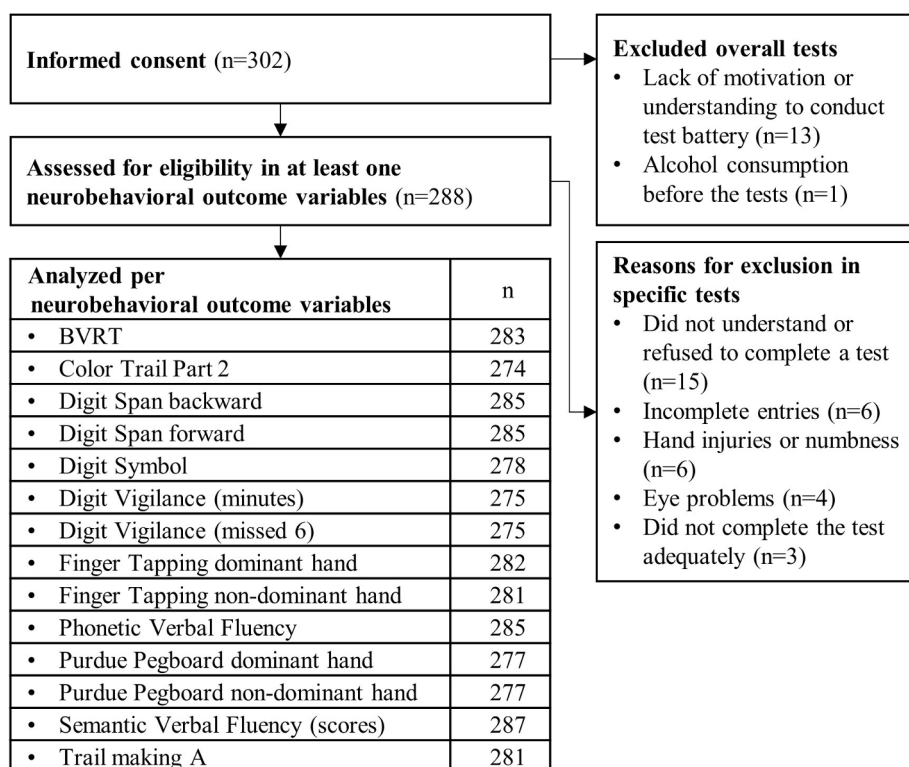 Informed consent (n=302)
Excluded overall tests
• Lack of motivation or
understanding to conduct
test battery (n=13)
• Alcohol consumption
before the tests (n=1)
Assessed for eligibility in at least one
neurobehavioral outcome variables (n=288)
Reasons for exclusion in
specific tests
• Did not understand or
refused to complete a test
(n=15)
• Incomplete entries (n=6)
• Hand injuries or numbness
(n=6)
• Eye problems (n=4)
• Did not complete the test
adequately (n=3)
Analyzed per
neurobehavioral outcome variables n
• BVRT 283
• Color Trail Part 2 274
• Digit Span backward 285
• Digit Span forward 285
• Digit Symbol 278
• Digit Vigilance (minutes) 275
• Digit Vigilance (missed 6) 275
• Finger Tapping dominant hand 282
• Finger Tapping non-dominant hand 281
• Phonetic Verbal Fluency 285
• Purdue Pegboard dominant hand 277
• Purdue Pegboard non-dominant hand 277
• Semantic Verbal Fluency (scores) 287
• Trail making A 281